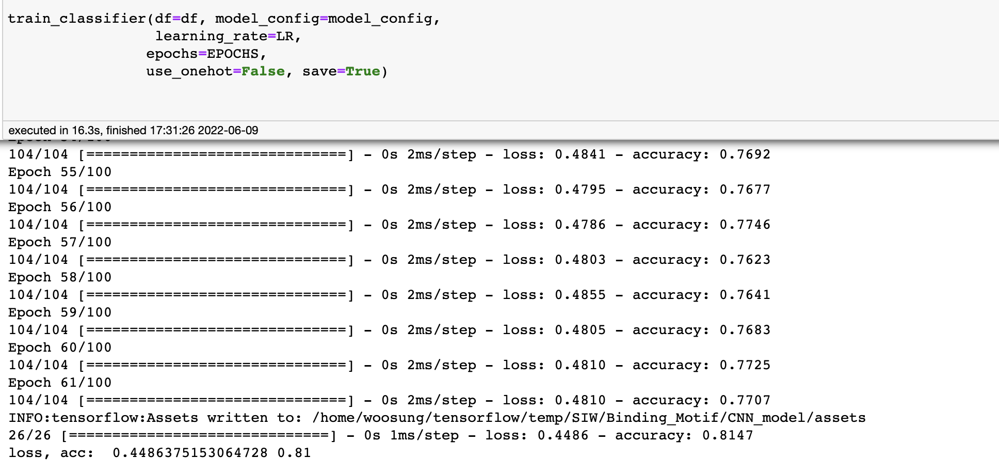 train_classifier(df=df, model_config=model_config,
learning_rate=LR,
epochs=EPOCHS,
use_onehot=False, save=True)
executed in 16.3s, finished 17:31:26 2022-06-09
104/104 [==============================] - 0s 2ms/step - loss: 0.4841 - accuracy: 0.7692
Epoch 55/100
104/104 [==============================] - 0s 2ms/step - loss: 0.4795 - accuracy: 0.7677
Epoch 56/100
104/104 [==============================] - 0s 2ms/step - loss: 0.4786 - accuracy: 0.7746
Epoch 57/100
104/104 [==============================] - 0s 2ms/step - loss: 0.4803 - accuracy: 0.7623
Epoch 58/100
104/104 [==============================] - 0s 2ms/step - loss: 0.4855 - accuracy: 0.7641
Epoch 59/100
104/104 [==============================] - 0s 2ms/step - loss: 0.4805 - accuracy: 0.7683
Epoch 60/100
104/104 [==============================] - 0s 2ms/step - loss: 0.4810 - accuracy: 0.7725
Epoch 61/100
104/104 [==============================] - 0s 2ms/step - loss: 0.4810 - accuracy: 0.7707
INFO:tensorflow:Assets written to: /home/woosung/tensorflow/temp/SIW/Binding_Motif/CNN_model/assets
26/26 [==============================] - 0s 1ms/step - loss: 0.4486 - accuracy: 0.8147
loss, acc:  0.4486375153064728 0.81